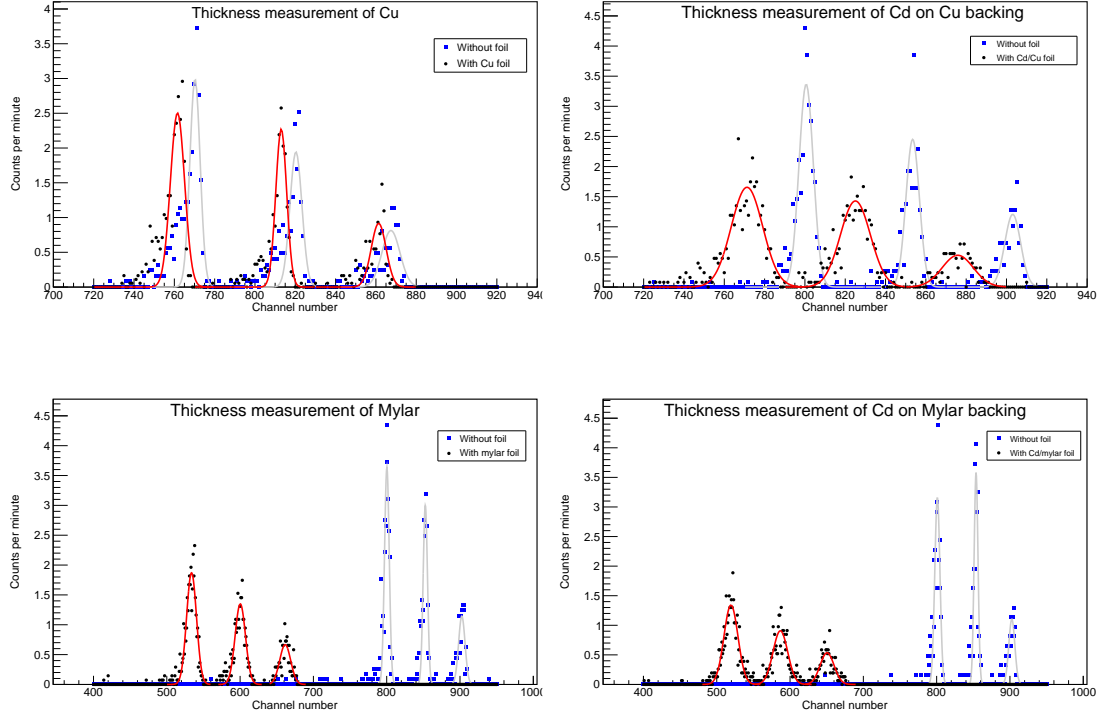 Thickness measurement of Cu
Counts per minute
4
3.5
3
2.5
2
1.5
1
0.5
0
Without foil
With Cu foil
700 720 740 760 780 800 820 840 860 880 900 920 940
Channel number
Thickness measurement of Cd on Cu backing
Counts per minute
4.5
4
3.5
3
2.5
2
1.5
1
0.5
0
Without foil
With Cd/Cu foil
700 720 740 760 780 800 820 840 860 880 900 920 940
Channel number
Thickness measurement of Mylar
Counts per minute
4.5
4
3.5
3
2.5
2
1.5
1
0.5
0
Without foil
With mylar foil
400 500 600 700 800 900 1000
Channel number
Thickness measurement of Cd on Mylar backing
Counts per minute
4.5
4
3.5
3
2.5
2
1.5
1
0.5
0
Without foil
With Cd/mylar foil
400 500 600 700 800 900 1000
Channel number